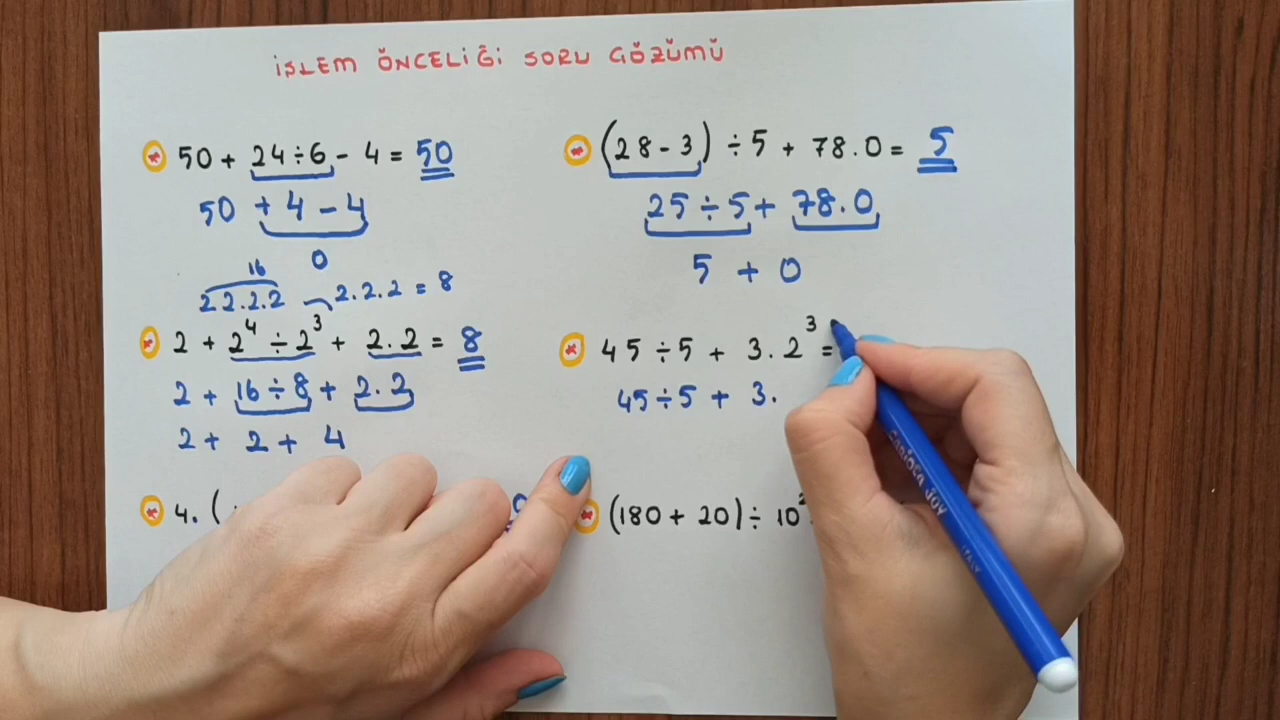 İŞLEM ÖNCELİĞİ SORU ÇÖZÜMÜ
50 + 24 ÷ 6 - 4 = 50
50 + 4 - 4
0
(28 - 3) ÷ 5 + 78.0 = 5
25 ÷ 5 + 78.0
5 + 0
16
2.2.2.2 2.2.2 = 8
2 + 2⁴ ÷ 2³ + 2.2 = 8
2 + 16 ÷ 8 + 2.2
2 + 2 + 4
45 ÷ 5 + 3.2³ =
45 ÷ 5 + 3.
4. (
(180 + 20) ÷ 10²
CARIOCA JOY ITALY